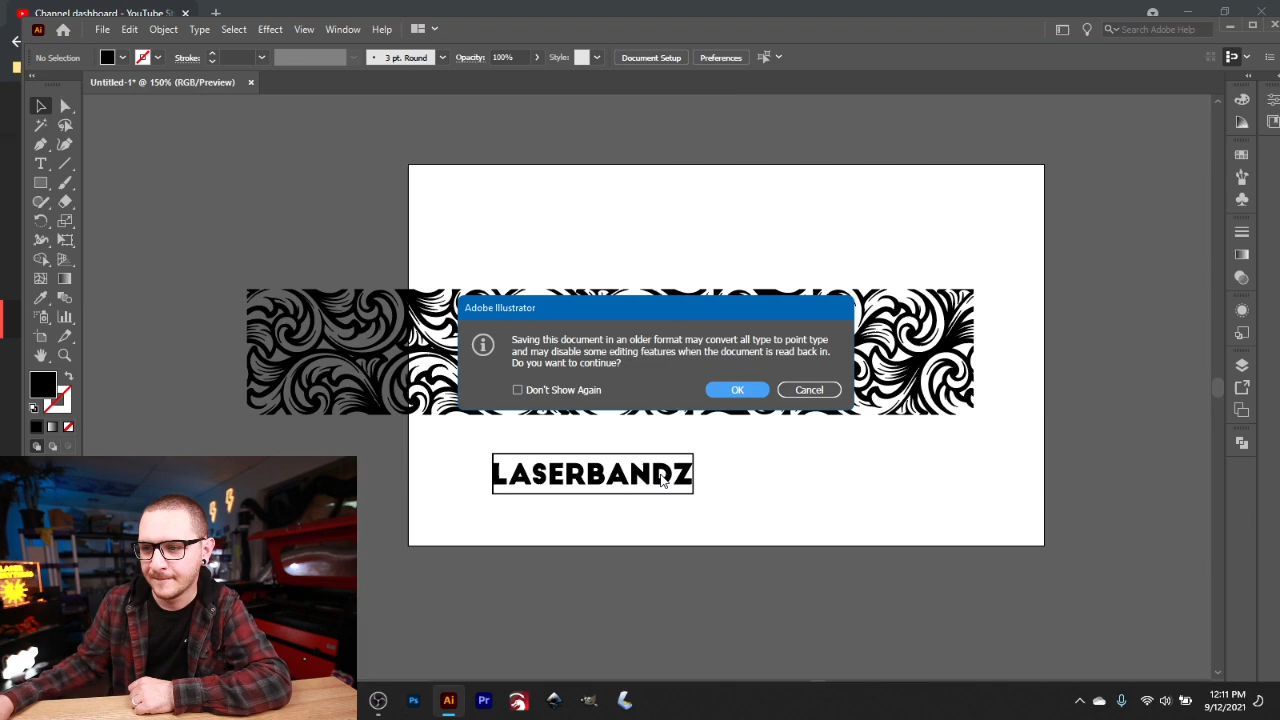 Channel dashboard - YouTube St
File Edit Object Type Select Effect View Window Help
Search Adobe Help
No Selection
Stroke:
3 pt. Round
Opacity: 100%
Style:
Document Setup
Preferences
Untitled-1* @ 150% (RGB/Preview)
Adobe Illustrator
Saving this document in an older format may convert all type to point type
and may disable some editing features when the document is read back in.
Do you want to continue?
Don't Show Again
OK
Cancel
LASERBANDZ
Ps
Ai
Pr
12:11 PM
9/12/2021